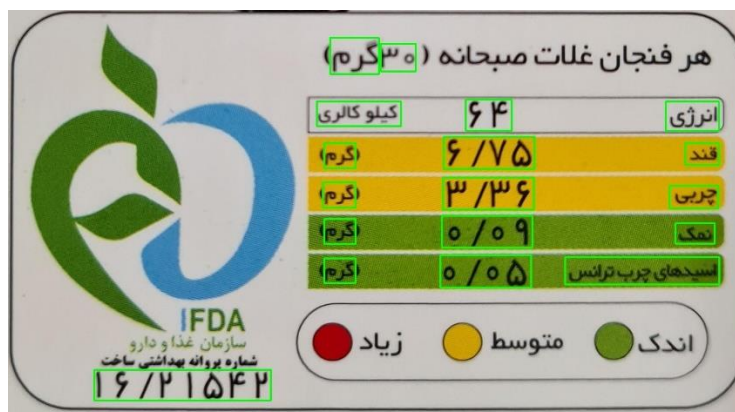 هر فنجان غلات صبحانه (۳۰گرم)
انرژی ۶۴ کیلو کالری
قند ۶/۷۵ (گرم)
چربی ۳/۳۶ (گرم)
نمک ۰/۰۹ (گرم)
اسیدهای چرب ترانس ۰/۰۵ (گرم)
اندک متوسط زیاد
IFDA
سازمان غذا و دارو
شماره پروانه بهداشتی ساخت
۱۶/۲۱۵۴۲